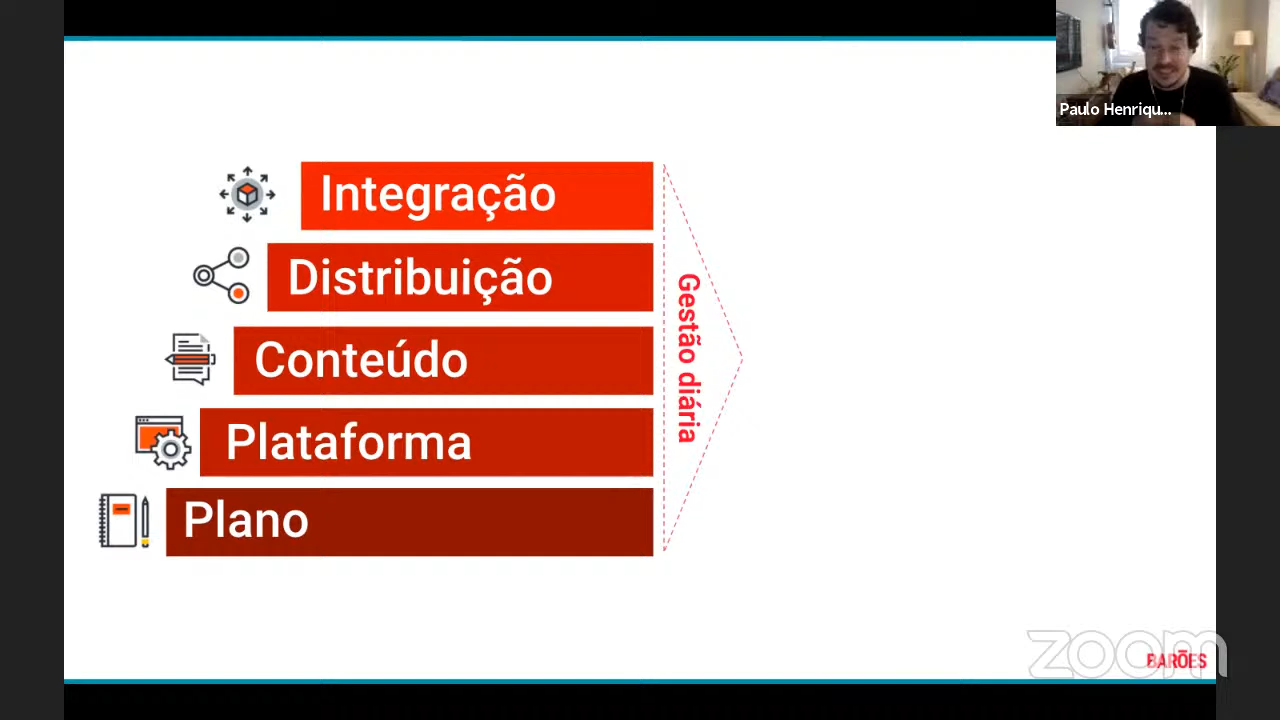 Paulo Henriqu...
Integração
Distribuição
Conteúdo
Plataforma
Plano
Gestão diária
zoom
BARÕES